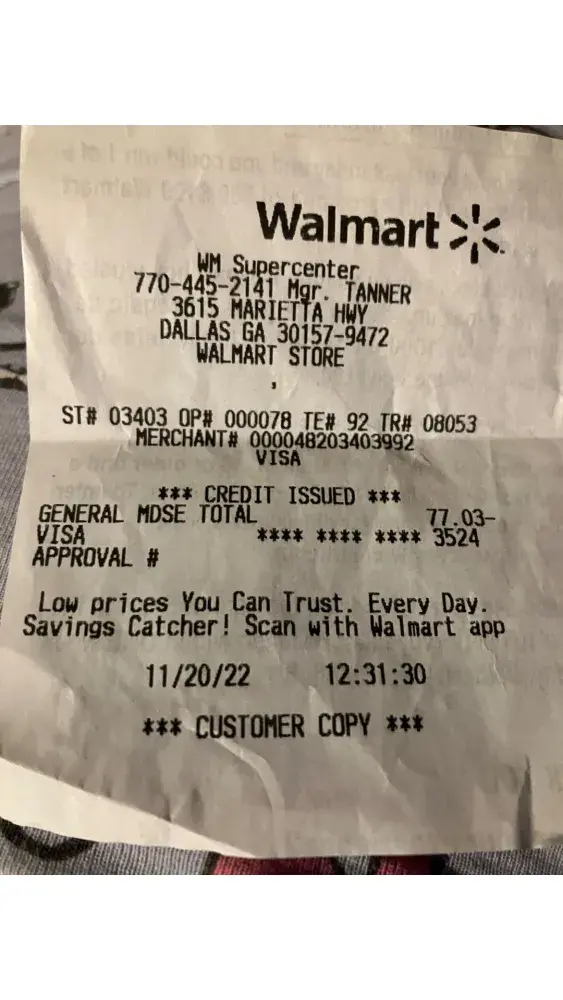 Walmart
WM Supercenter
770-445-2141 Mgr. TANNER
3615 MARIETTA HWY
DALLAS GA 30157-9472
WALMART STORE
,
ST# 03403 OP# 000078 TE# 92 TR# 08053
MERCHANT# 000048203403992
VISA
*** CREDIT ISSUED ***
GENERAL MDSE TOTAL 77.03-
VISA **** **** **** 3524
APPROVAL #
Low prices You Can Trust. Every Day.
Savings Catcher! Scan with Walmart app
11/20/22 12:31:30
*** CUSTOMER COPY ***